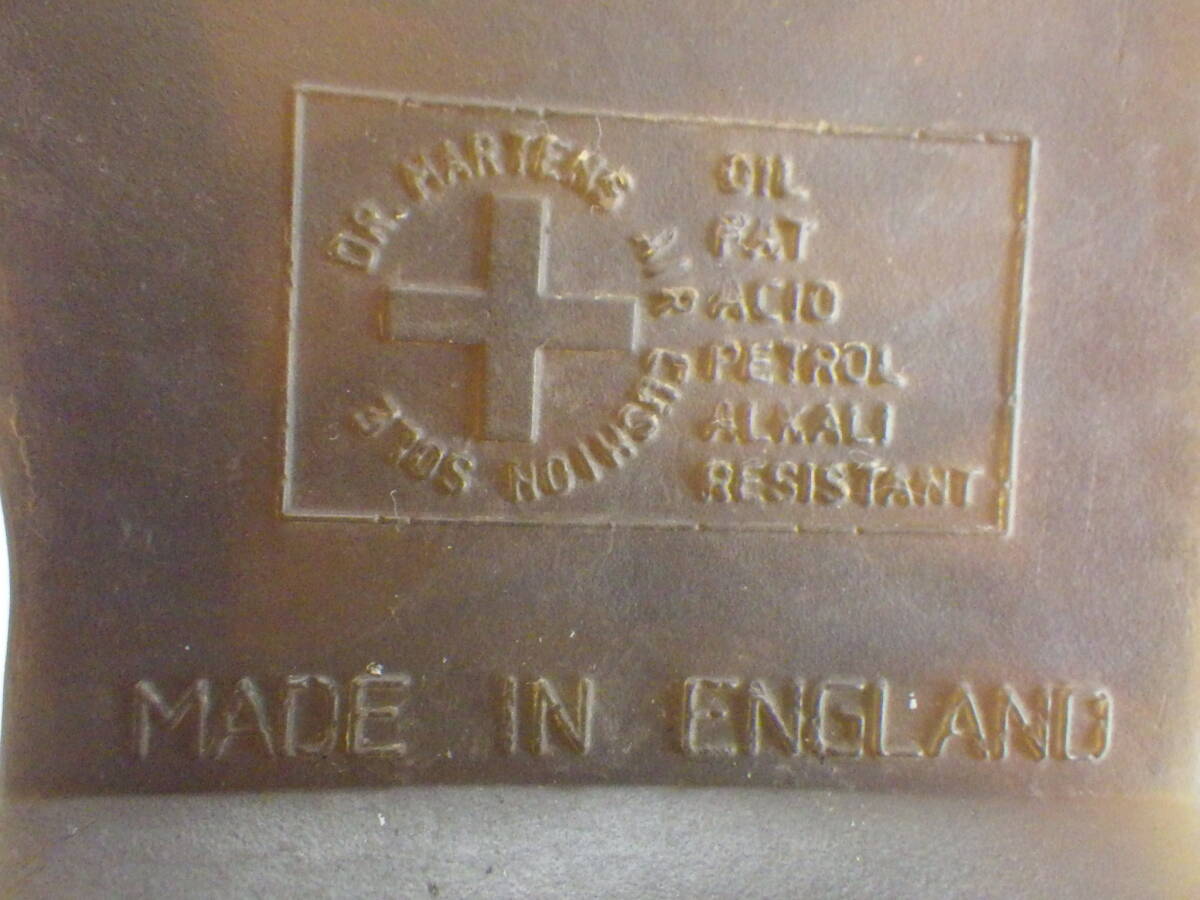 DR. MARTENS AIR CUSHION SOLE
OIL
FAT
ACID
PETROL
ALKALI
RESISTANT
MADE IN ENGLAND